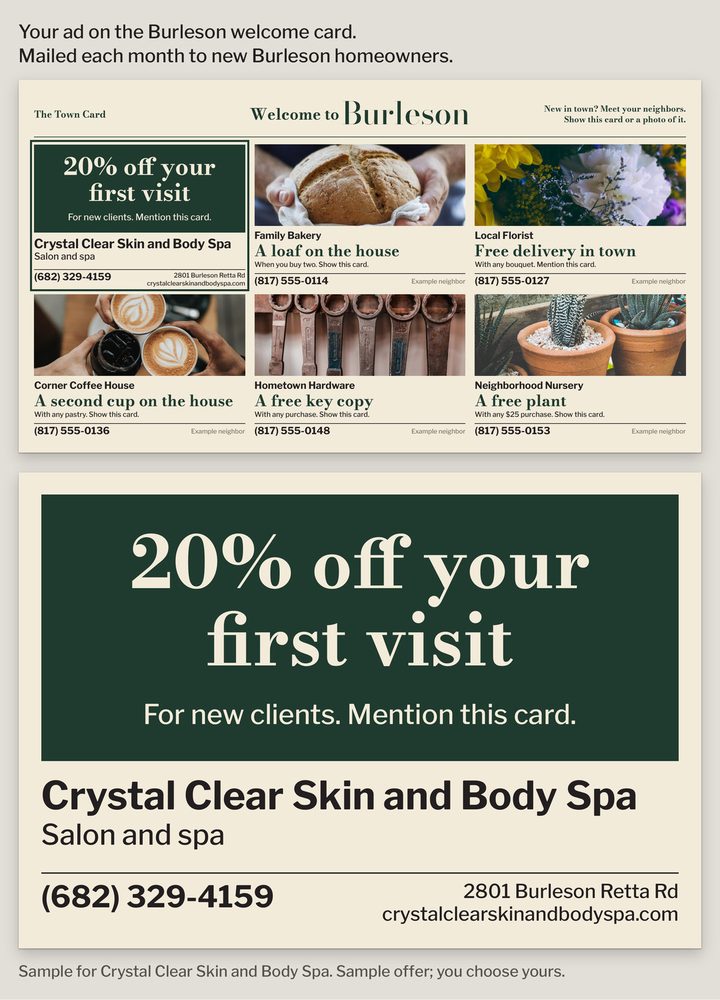 Your ad on the Burleson welcome card.
Mailed each month to new Burleson homeowners.
The Town Card
Welcome to Burleson
New in town? Meet your neighbors.
Show this card or a photo of it.
20% off your
first visit
For new clients. Mention this card.
Crystal Clear Skin and Body Spa
Salon and spa
(682) 329-4159
2801 Burleson Retta Rd
crystalclearskinandbodyspa.com
Family Bakery
A loaf on the house
When you buy two. Show this card.
(817) 555-0114
Example neighbor
Local Florist
Free delivery in town
With any bouquet. Mention this card.
(817) 555-0127
Example neighbor
Corner Coffee House
A second cup on the house
With any pastry. Show this card.
(817) 555-0136
Example neighbor
Hometown Hardware
A free key copy
With any purchase. Show this card.
(817) 555-0148
Example neighbor
Neighborhood Nursery
A free plant
With any $25 purchase. Show this card.
(817) 555-0153
Example neighbor
20% off your
first visit
For new clients. Mention this card.
Crystal Clear Skin and Body Spa
Salon and spa
(682) 329-4159
2801 Burleson Retta Rd
crystalclearskinandbodyspa.com
Sample for Crystal Clear Skin and Body Spa. Sample offer; you choose yours.